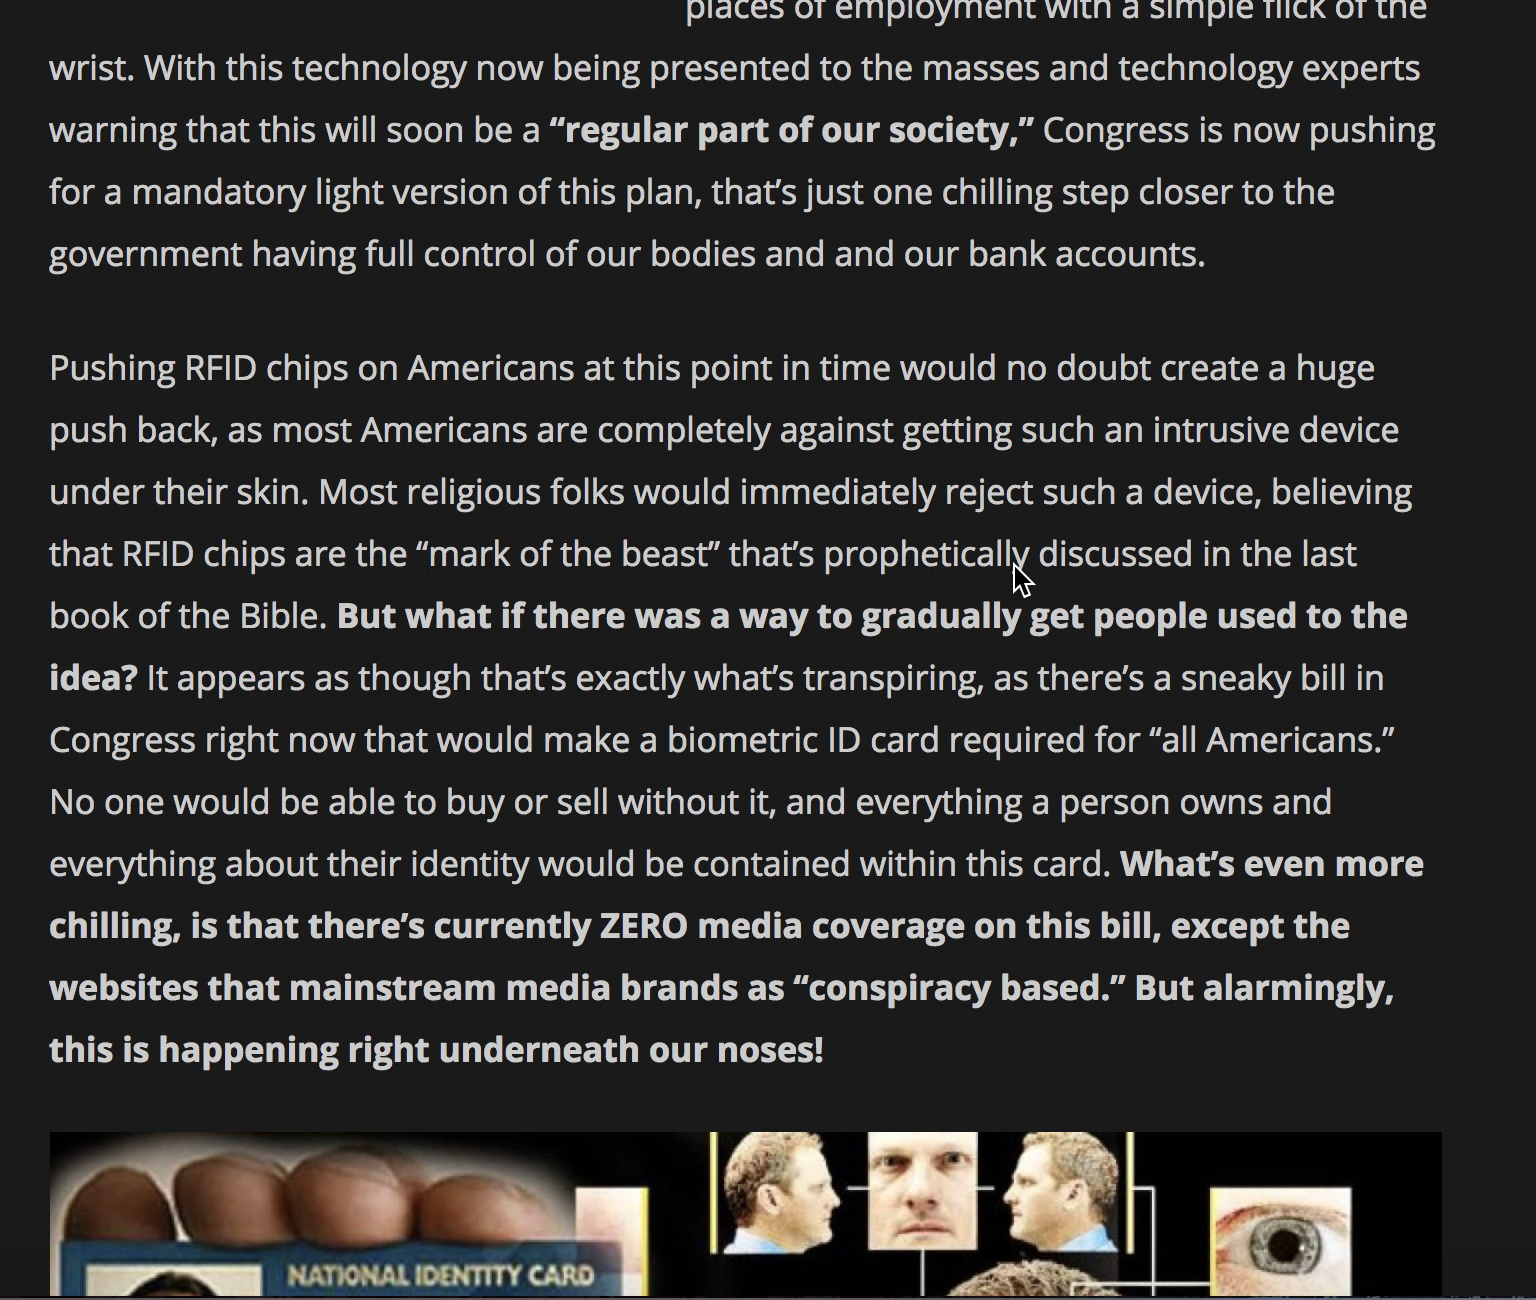 places of employment with a simple flick of the
wrist. With this technology now being presented to the masses and technology experts
warning that this will soon be a “regular part of our society,” Congress is now pushing
for a mandatory light version of this plan, that’s just one chilling step closer to the
government having full control of our bodies and and our bank accounts.
Pushing RFID chips on Americans at this point in time would no doubt create a huge
push back, as most Americans are completely against getting such an intrusive device
under their skin. Most religious folks would immediately reject such a device, believing
that RFID chips are the “mark of the beast” that’s prophetically discussed in the last
book of the Bible. But what if there was a way to gradually get people used to the
idea? It appears as though that’s exactly what’s transpiring, as there’s a sneaky bill in
Congress right now that would make a biometric ID card required for “all Americans.”
No one would be able to buy or sell without it, and everything a person owns and
everything about their identity would be contained within this card. What’s even more
chilling, is that there’s currently ZERO media coverage on this bill, except the
websites that mainstream media brands as “conspiracy based.” But alarmingly,
this is happening right underneath our noses!
NATIONAL IDENTITY CARD